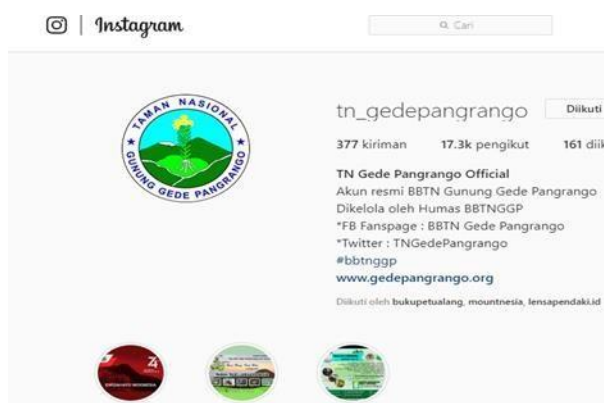 Instagram
Cari
TAMAN NASIONAL
GUNUNG GEDE PANGRANGO
tn_gedepangrango Diikuti
377 kiriman 17.3k pengikut 161 diik
TN Gede Pangrango Official
Akun resmi BBTN Gunung Gede Pangrango
Dikelola oleh Humas BBTNGGP
*FB Fanspage : BBTN Gede Pangrango
*Twitter : TNGedePangrango
#bbtnggp
www.gedepangrango.org
Diikuti oleh bukupetualang, mountnesia, lensapendaki.id